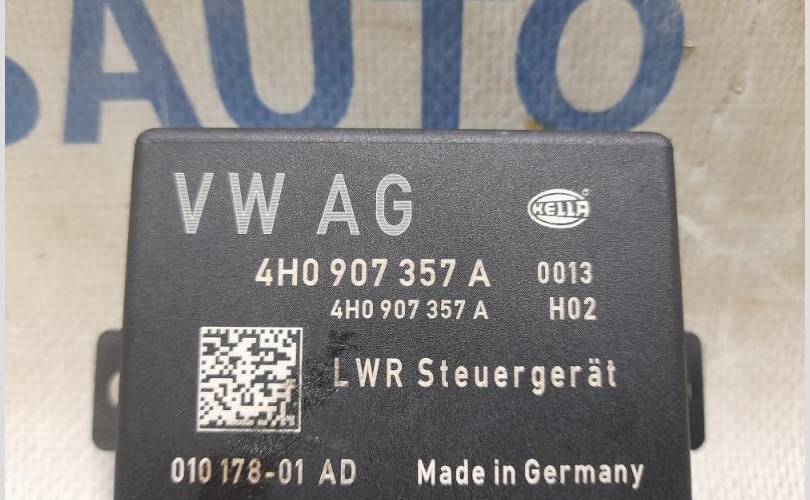 SAUTO
VW AG
HELLA
4H0 907 357 A 0013
4H0 907 357 A H02
LWR Steuergerät
010 178-01 AD Made in Germany